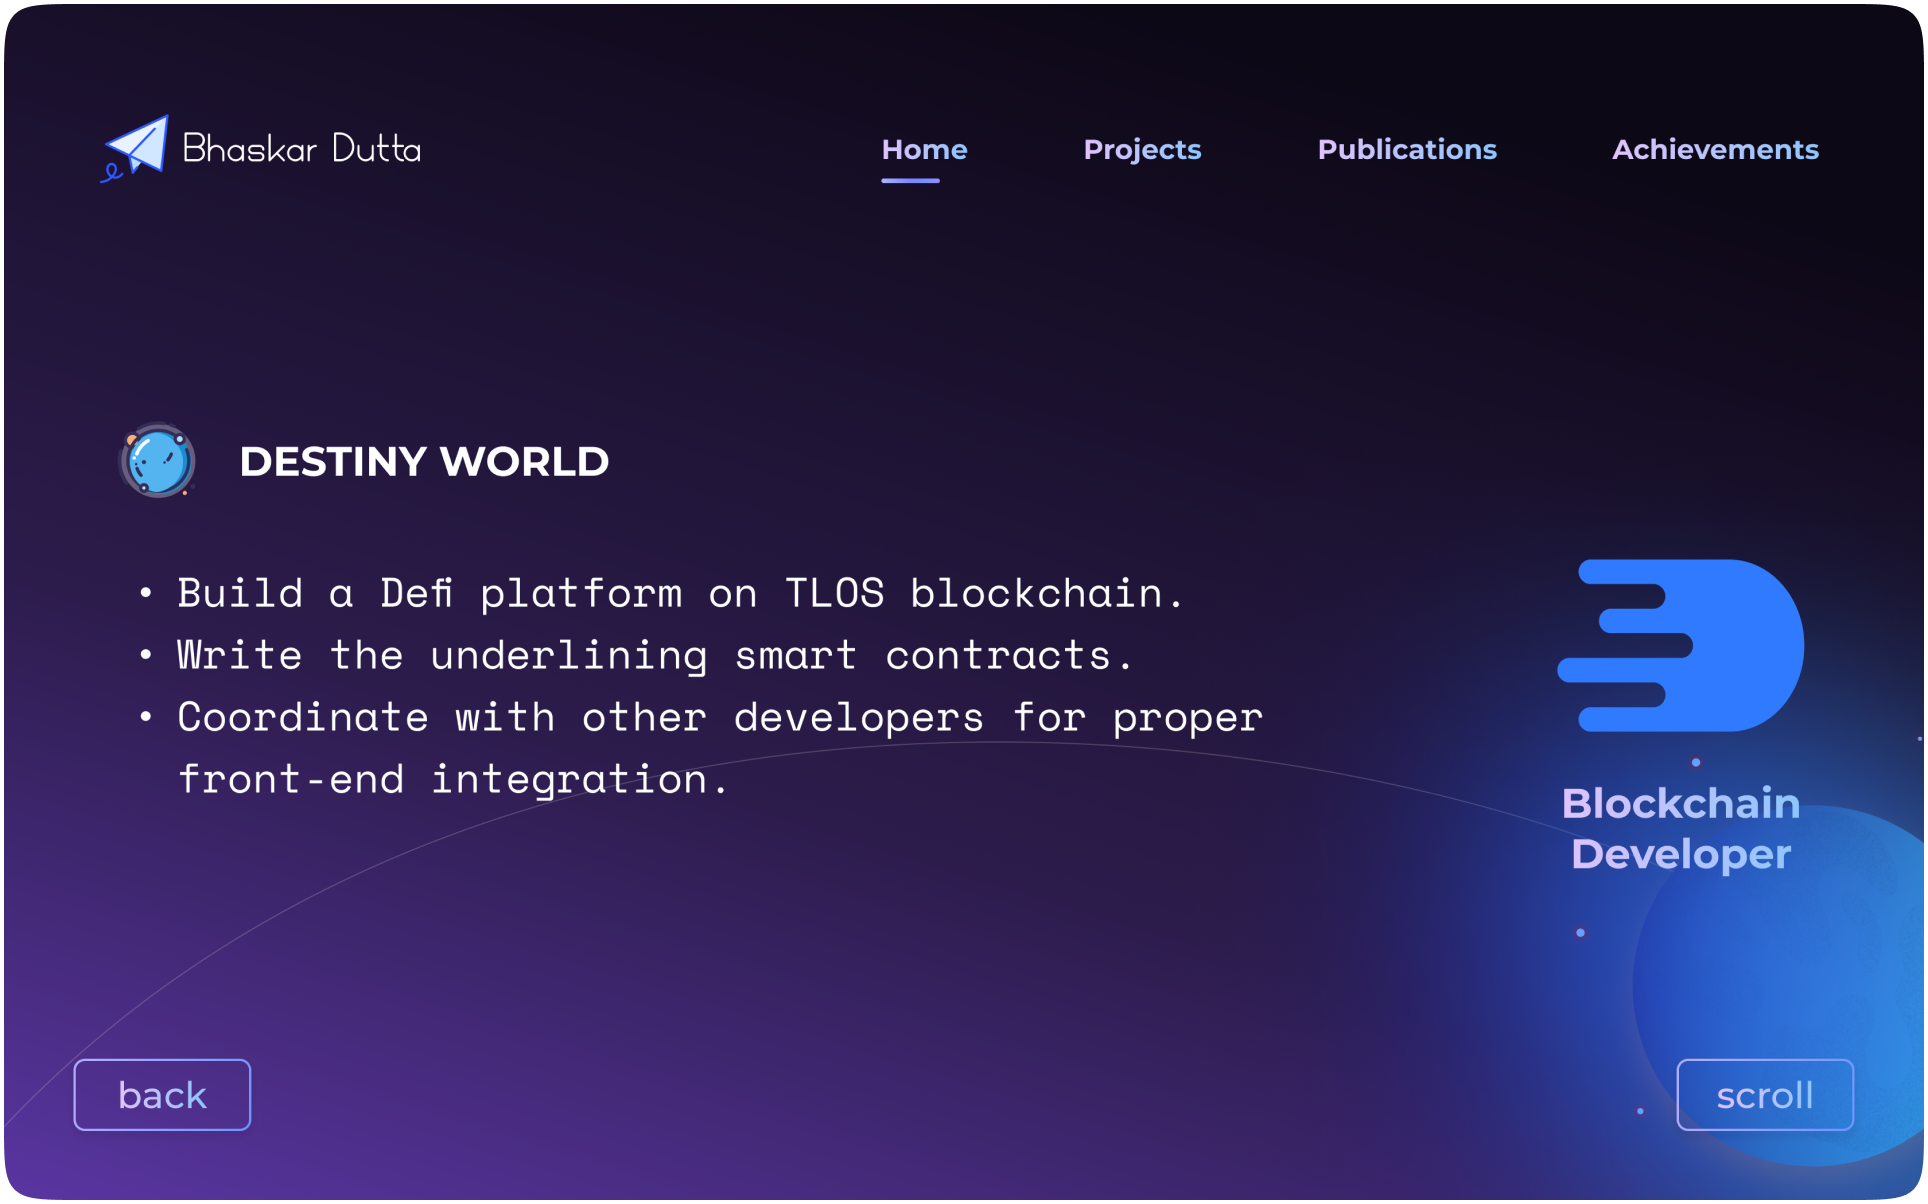 Bhaskar Dutta
Home
Projects
Publications
Achievements
DESTINY WORLD
• Build a Defi platform on TLOS blockchain.
• Write the underlining smart contracts.
• Coordinate with other developers for proper
front-end integration.
Blockchain
Developer
back
scroll